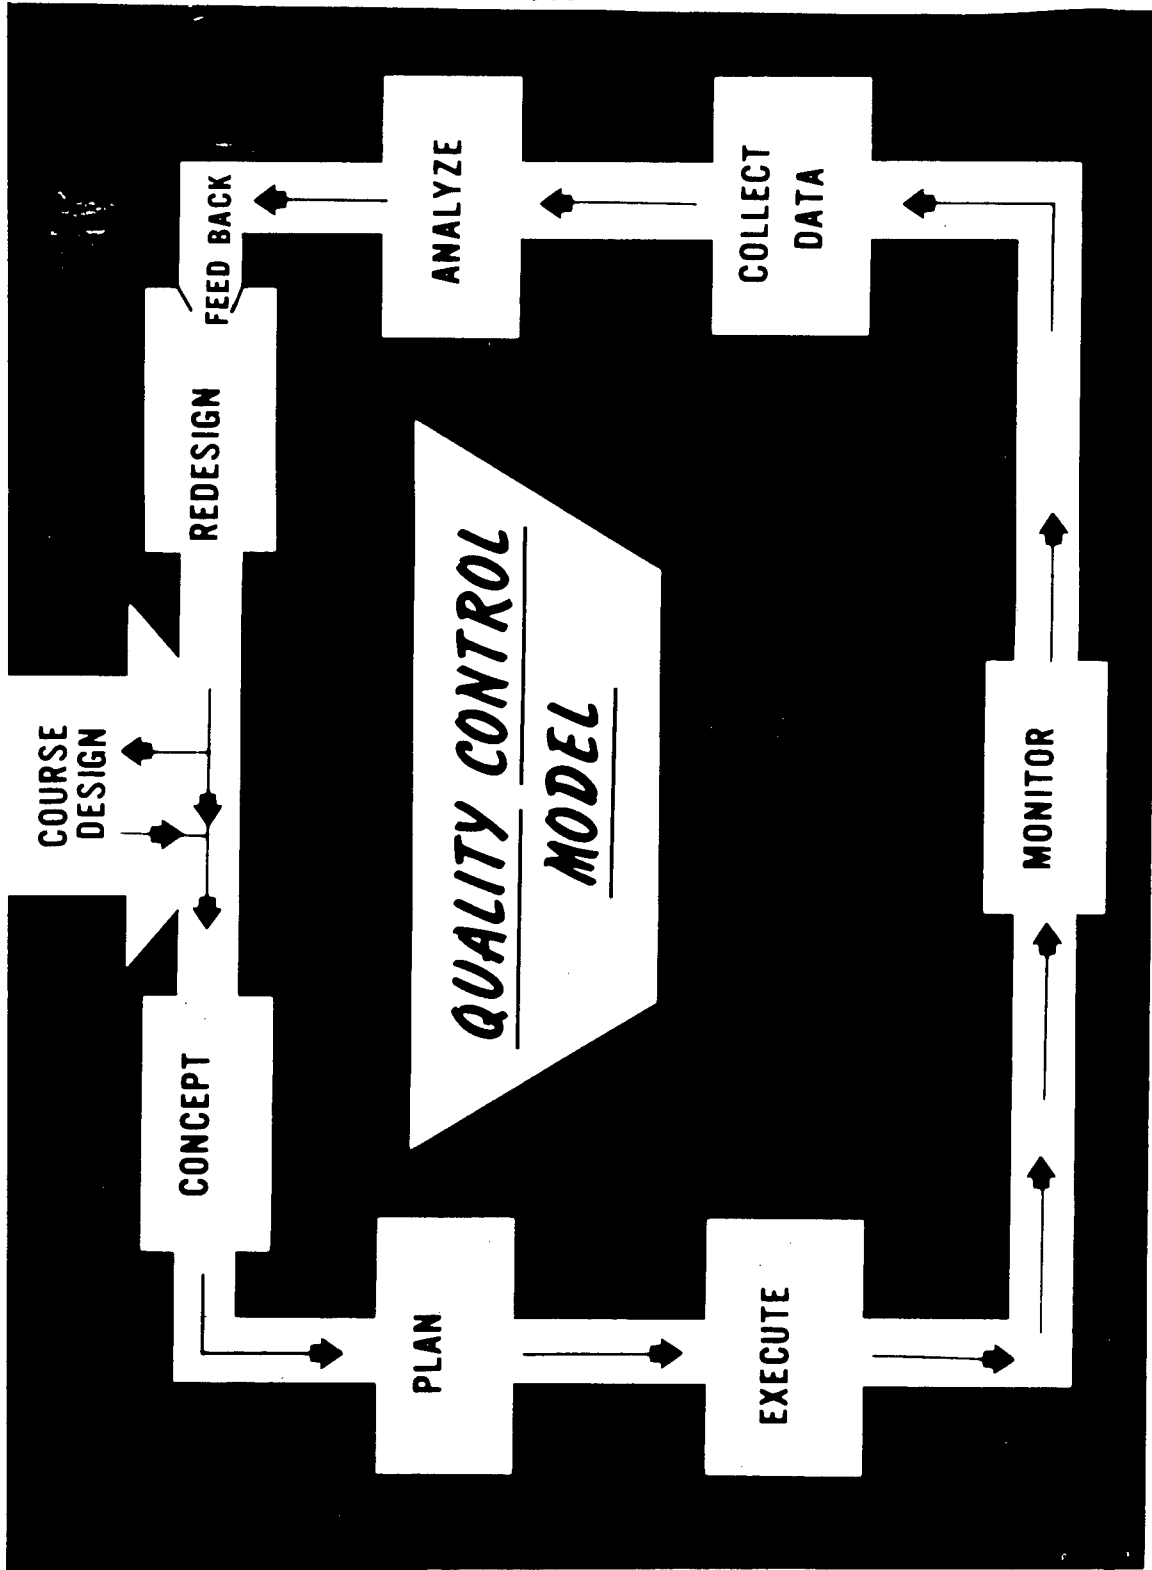 COURSE
DESIGN
CONCEPT
REDESIGN
FEED BACK
PLAN
QUALITY CONTROL
MODEL
ANALYZE
EXECUTE
MONITOR
COLLECT
DATA